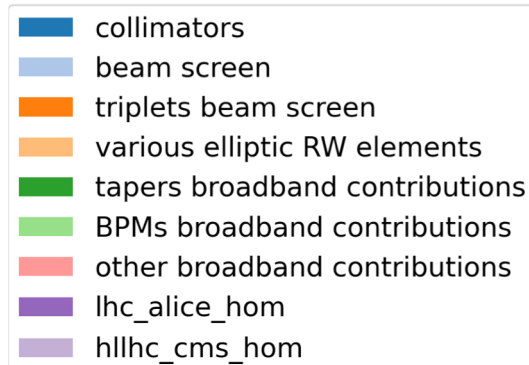 collimators
beam screen
triplets beam screen
various elliptic RW elements
tapers broadband contributions
BPMs broadband contributions
other broadband contributions
lhc_alice_hom
hllhc_cms_hom